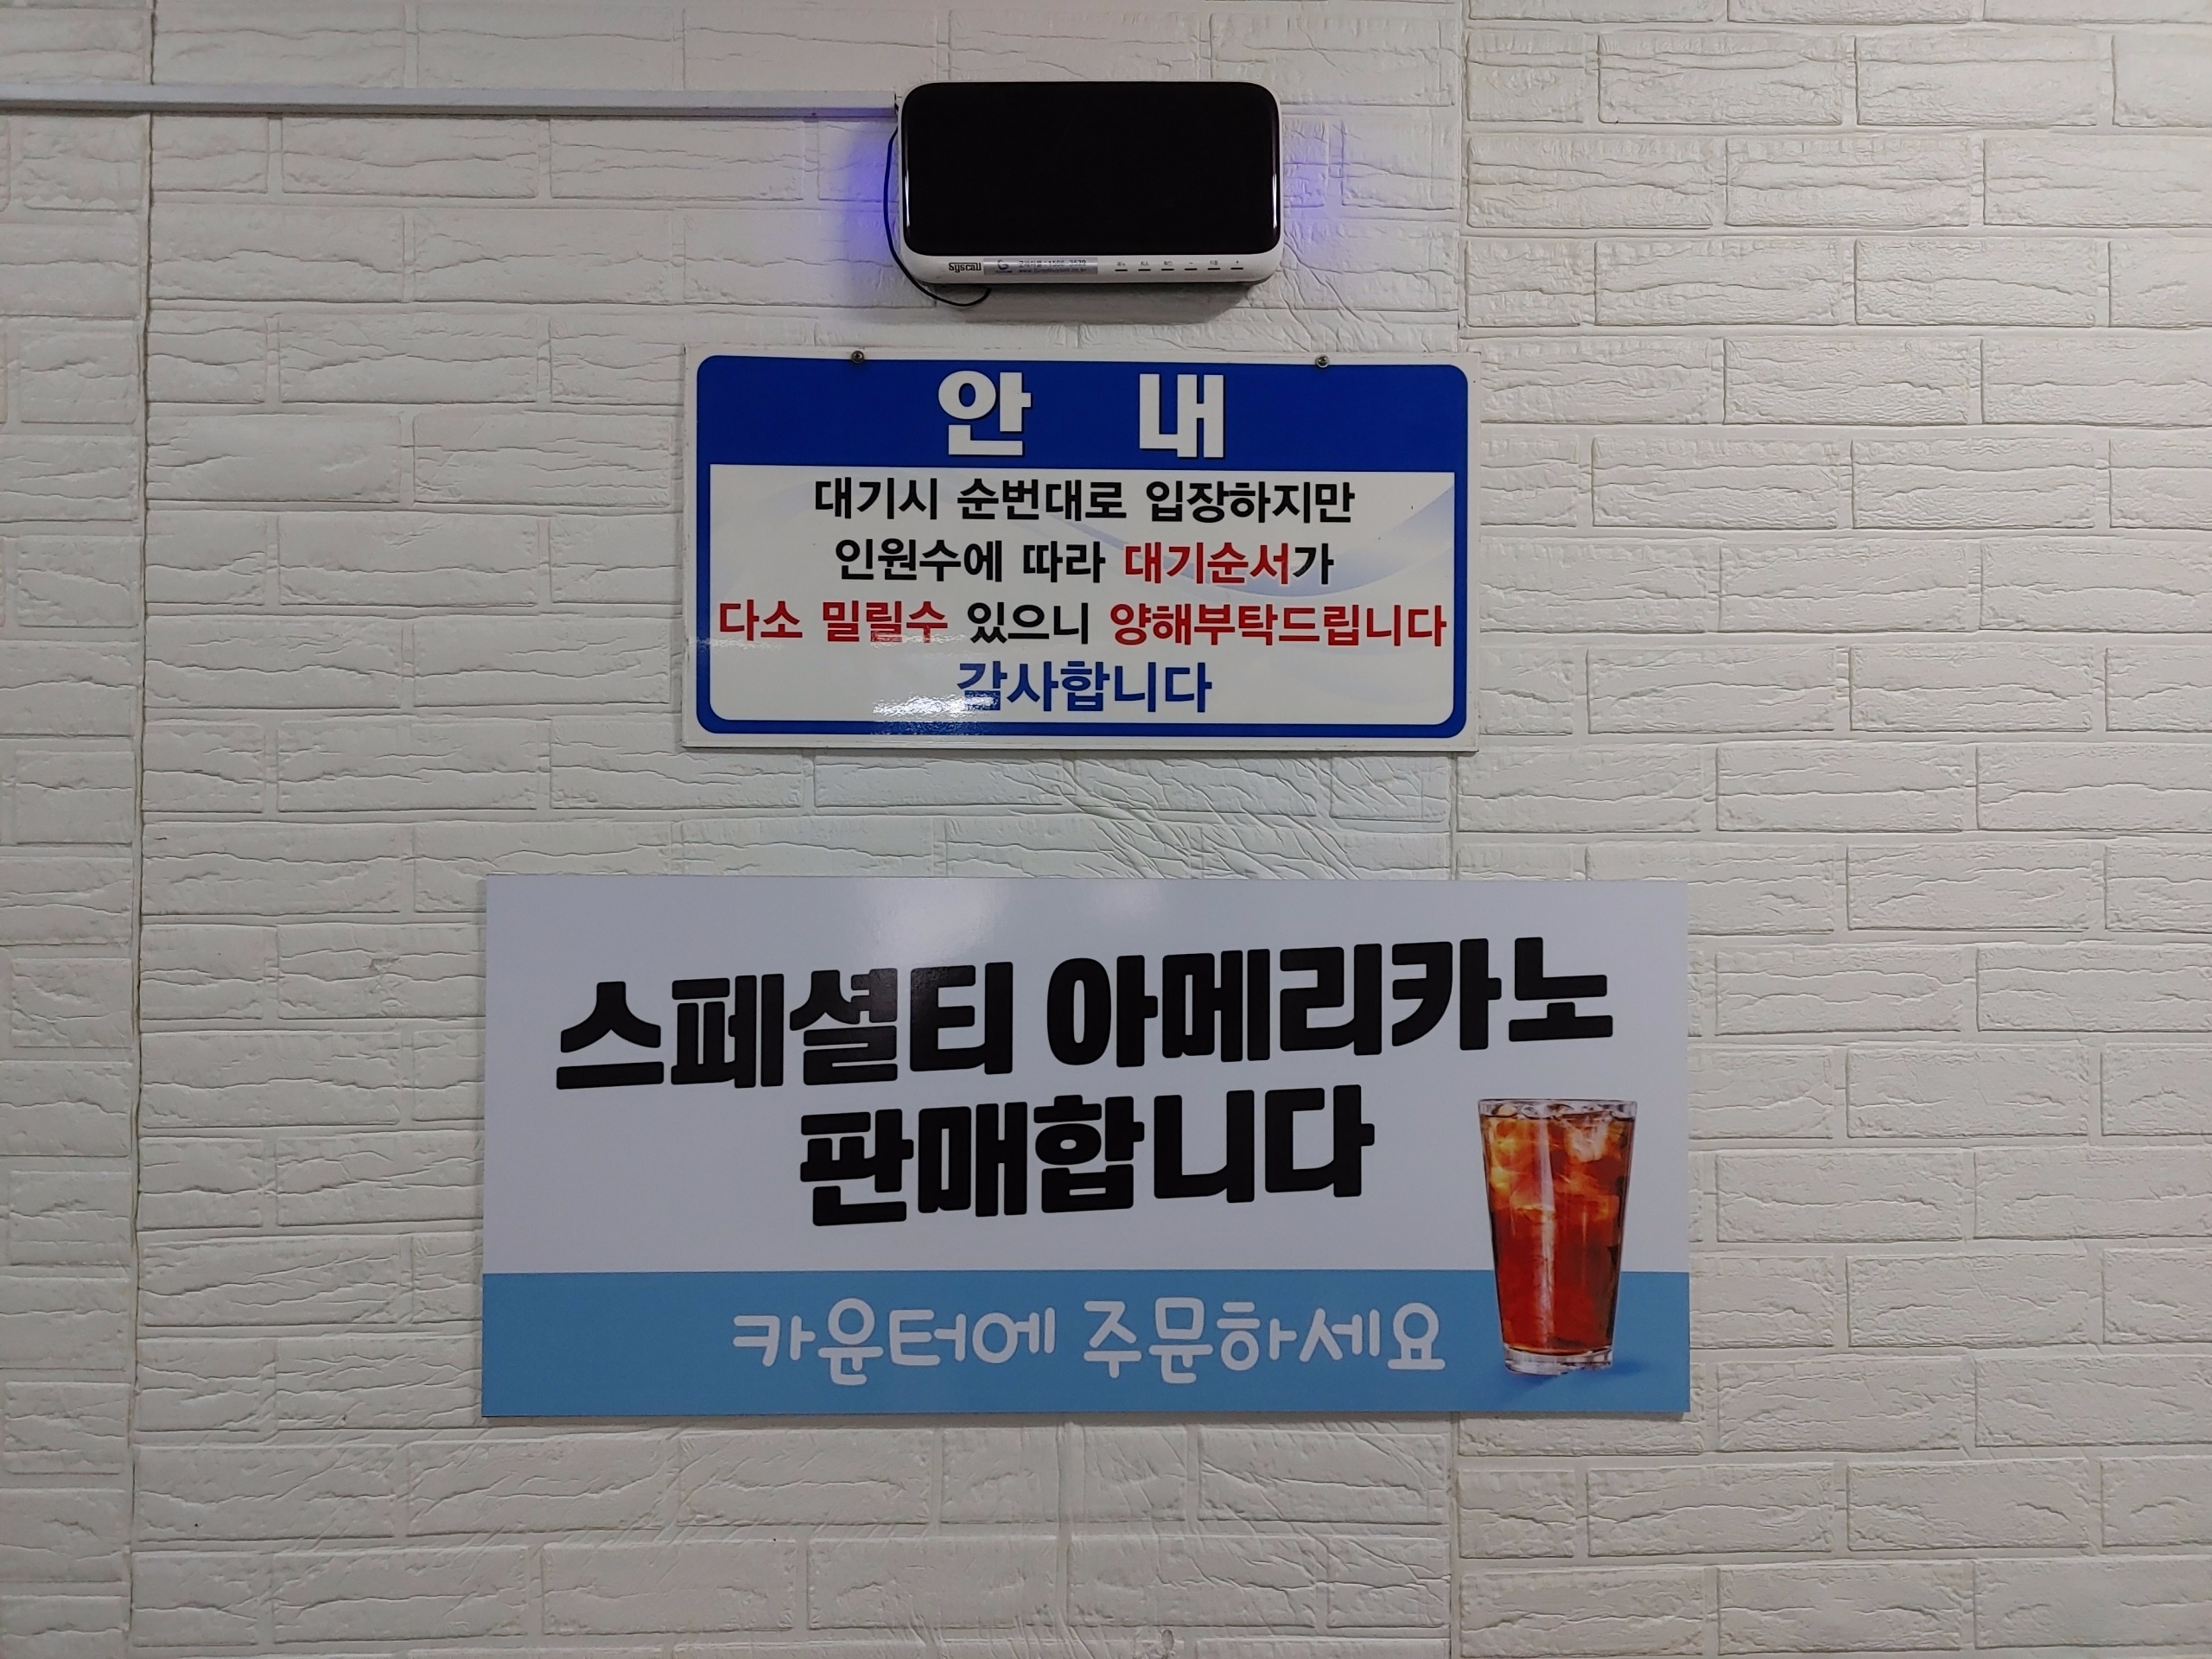 Syscall
안 내
대기시 순번대로 입장하지만
인원수에 따라 대기순서가
다소 밀릴수 있으니 양해부탁드립니다
감사합니다
스페셜티 아메리카노
판매합니다
카운터에 주문하세요